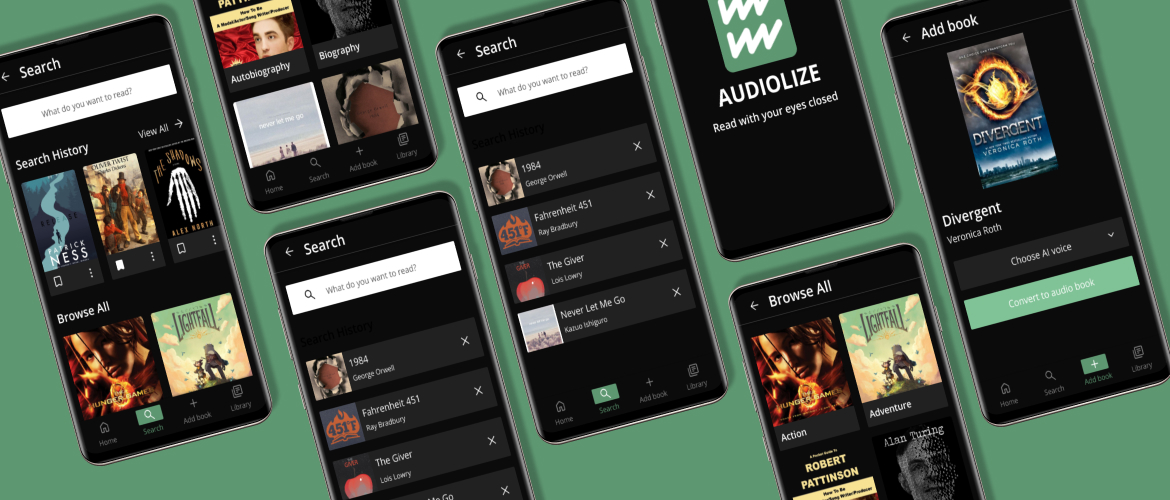 Search
What do you want to read?
View All
Search History
OLIVER TWIST
THE SHADOWS
ALEX NORTH
PATRICK
NESS
Browse All
LIGHTFALL
HUNGER GAMES
Home
Search
Add book
Library
How To Be
A Model/Actor/Song Writer/Producer
Autobiography
Biography
never let me go
Home
Search
Add book
Library
Search
What do you want to read?
Search History
1984
George Orwell
451F
Fahrenheit 451
Ray Bradbury
THE GIVER
The Giver
Lois Lowry
Me Go
Search
What do you want to read?
Search History
1984
George Orwell
451F
Fahrenheit 451
Ray Bradbury
The Giver
Lois Lowry
Never Let Me Go
Kazuo Ishiguro
Home
Search
Add book
Library
AUDIOLIZE
Read with your eyes closed
Browse All
LIGHTFALL
HUNGER GAMES
Action
Adventure
A Pocket Guide To
ROBERT
PATTINSON
How To Be
A Model/Actor/Song Writer/Producer
Alan Turing
Add book
DIVERGENT
VERONICA ROTH
Divergent
Veronica Roth
Choose AI voice
Convert to audio book
Home
Search
Add book
Library